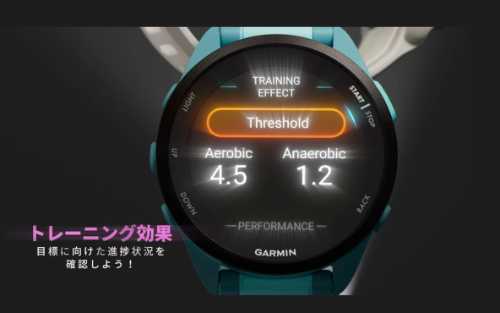 TRAINING
EFFECT
LIGHT
START
STOP
Threshold
Aerobic
Anaerobic
4.5
1.2
UP
DOWN
BACK
PERFORMANCE
GARMIN
トレーニング効果
目標に向けた進捗状況を
確認しよう！